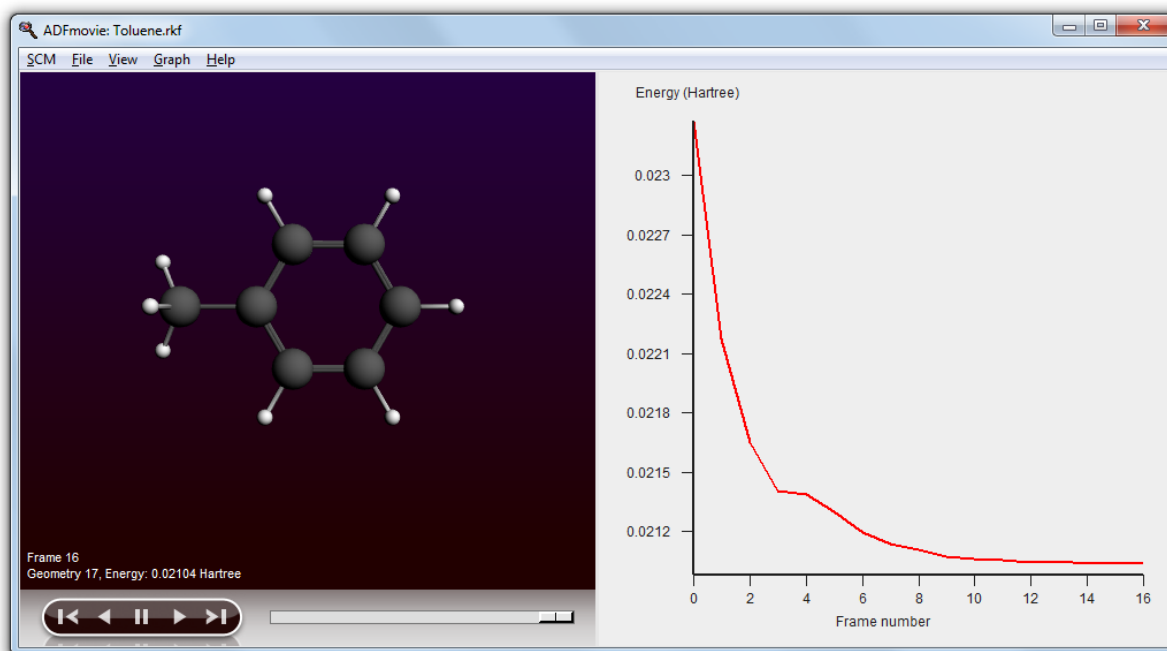 ADFmovie: Toluene.rkf
SCM File View Graph Help
Energy (Hartree)
0.023
0.0227
0.0224
0.0221
0.0218
0.0215
0.0212
0 2 4 6 8 10 12 14 16
Frame number
Frame 16
Geometry 17, Energy: 0.02104 Hartree